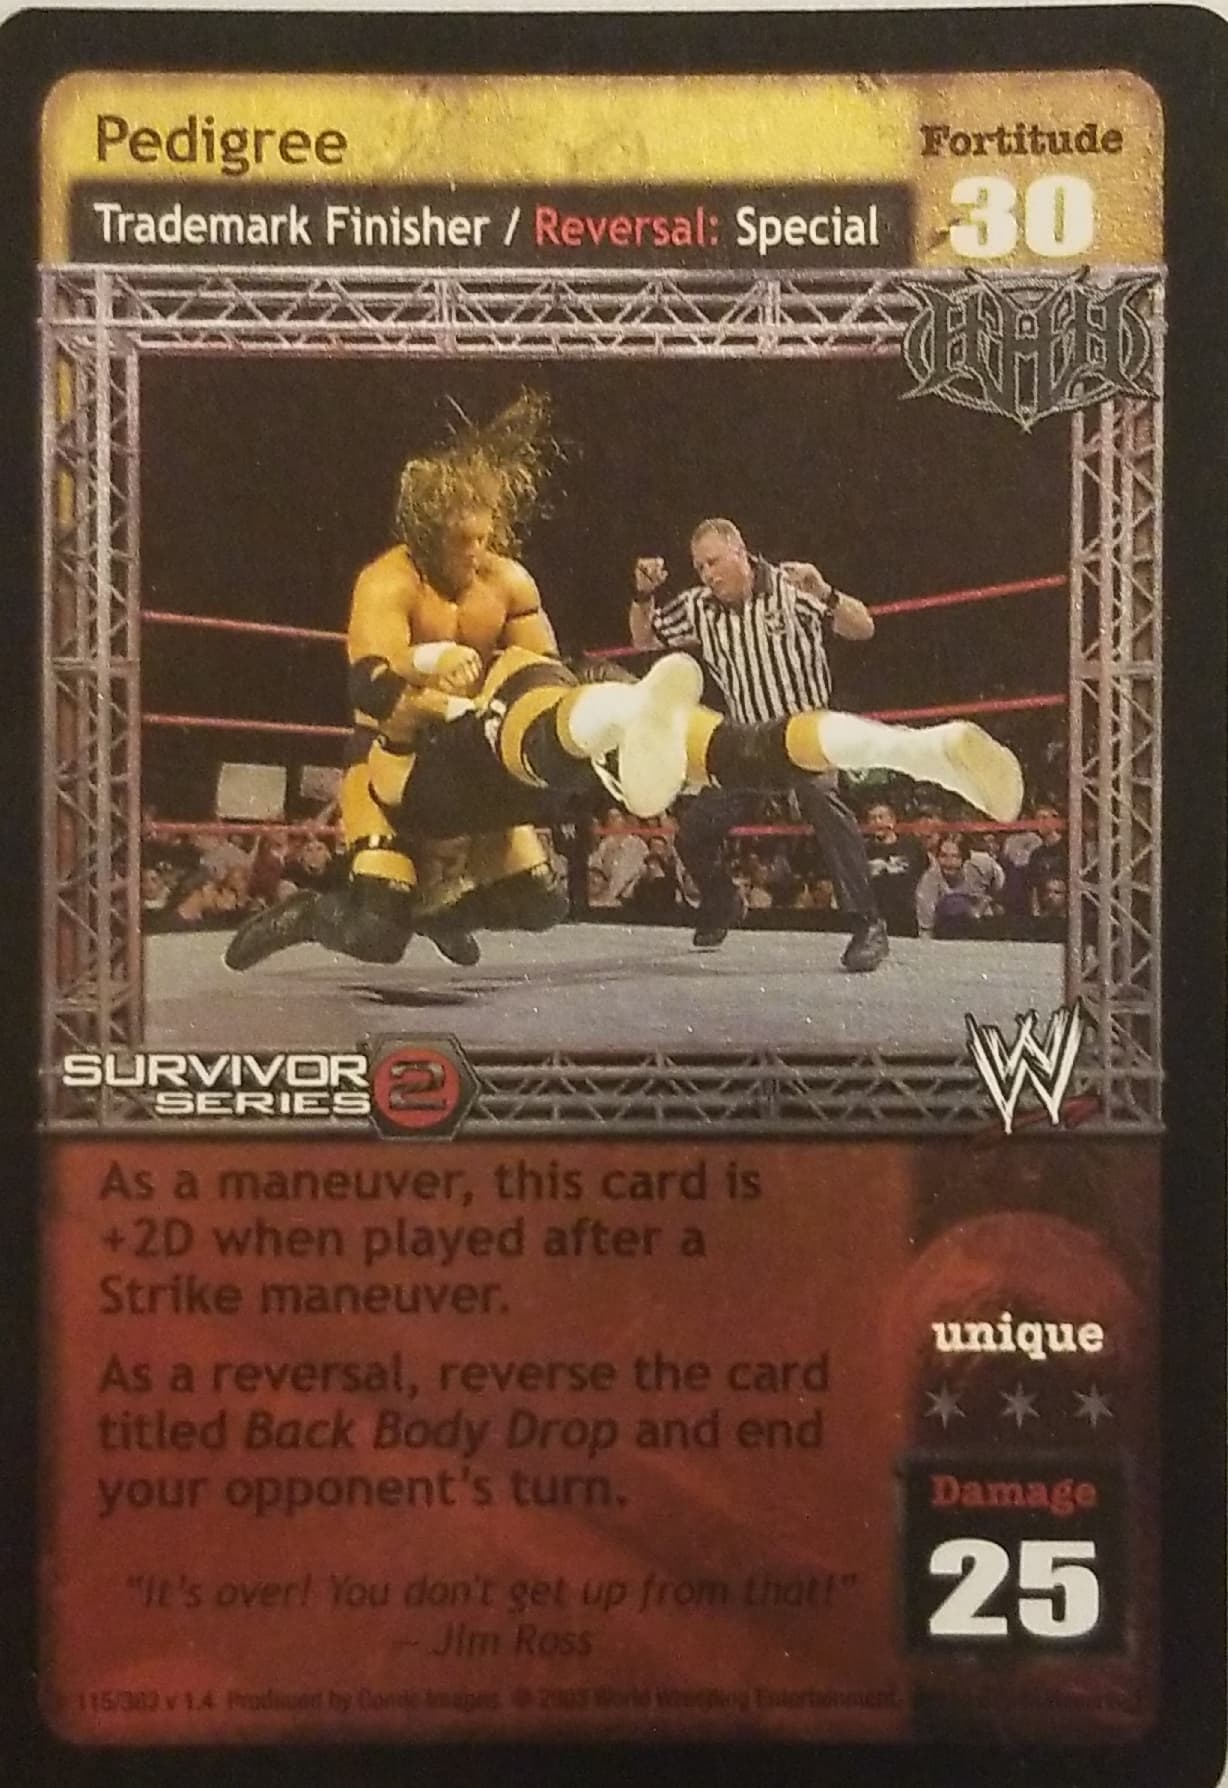 Pedigree
Fortitude
30
Trademark Finisher / Reversal: Special
HHH
SURVIVOR
SERIES 2
W
As a maneuver, this card is
+2D when played after a
Strike maneuver.
As a reversal, reverse the card
titled Back Body Drop and end
your opponent's turn.
unique
Damage
25
"It's over! You don't get up from that!"
– Jim Ross
115/383 v 1.4 Produced by Comic Images. © 2003 World Wrestling Entertainment,